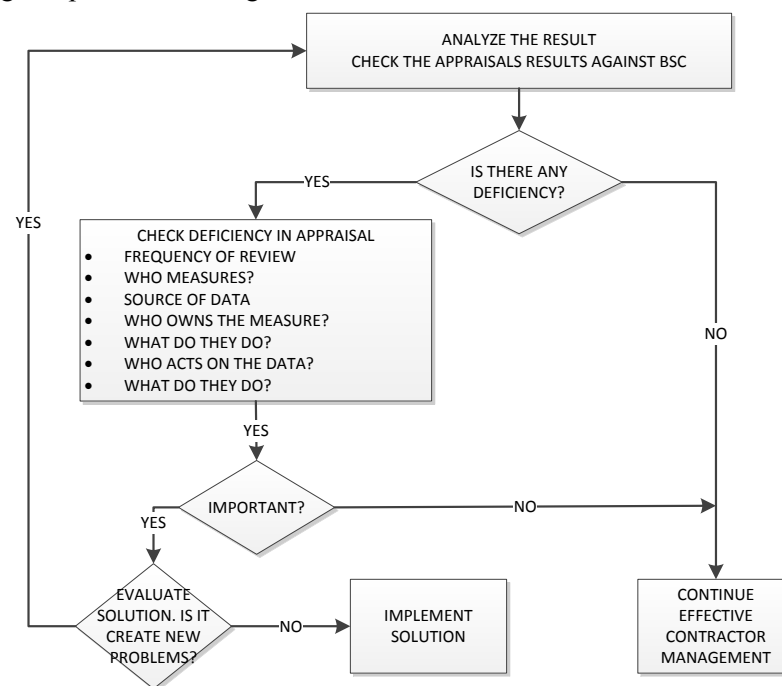 ANALYZE THE RESULT
CHECK THE APPRAISALS RESULTS AGAINST BSC
IS THERE ANY
DEFICIENCY?
YES
YES
NO
CHECK DEFICIENCY IN APPRAISAL
• FREQUENCY OF REVIEW
• WHO MEASURES?
• SOURCE OF DATA
• WHO OWNS THE MEASURE?
• WHAT DO THEY DO?
• WHO ACTS ON THE DATA?
• WHAT DO THEY DO?
YES
IMPORTANT?
NO
YES
EVALUATE
SOLUTION. IS IT
CREATE NEW
PROBLEMS?
NO
IMPLEMENT
SOLUTION
CONTINUE
EFFECTIVE
CONTRACTOR
MANAGEMENT